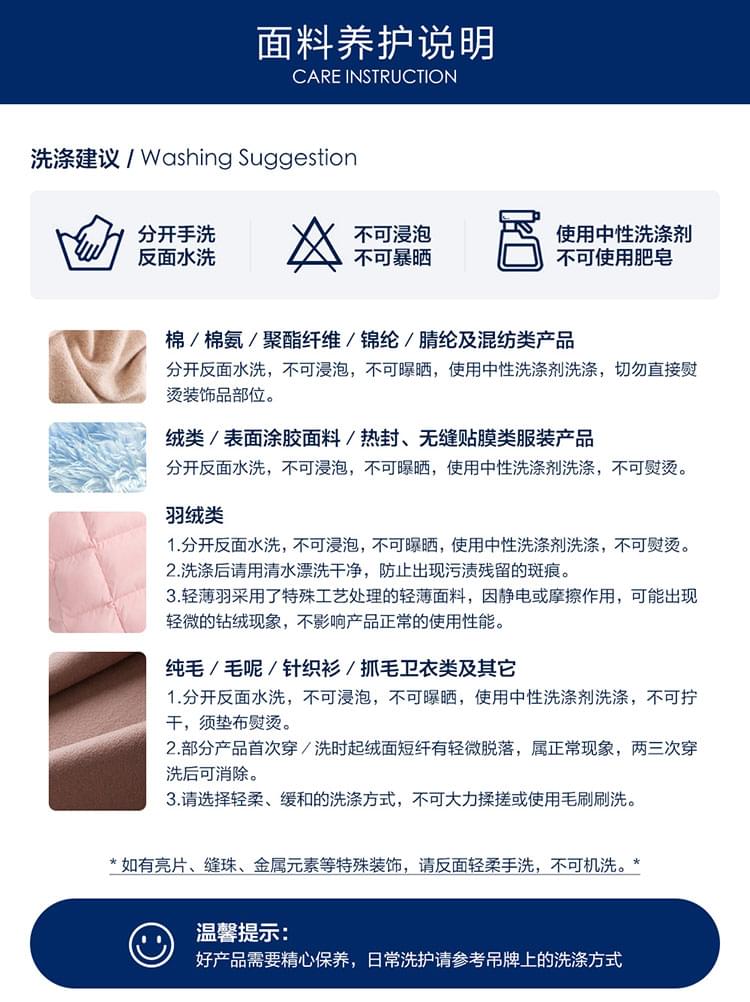 面料养护说明
CARE INSTRUCTION
洗涤建议 / Washing Suggestion
分开手洗
反面水洗
不可浸泡
不可暴晒
使用中性洗涤剂
不可使用肥皂
棉 / 棉氨 / 聚酯纤维 / 锦纶 / 腈纶及混纺类产品
分开反面水洗，不可浸泡，不可曝晒，使用中性洗涤剂洗涤，切勿直接熨
烫装饰品部位。
绒类 / 表面涂胶面料 / 热封、无缝贴膜类服装产品
分开反面水洗，不可浸泡，不可曝晒，使用中性洗涤剂洗涤，不可熨烫。
羽绒类
1.分开反面水洗，不可浸泡，不可曝晒，使用中性洗涤剂洗涤，不可熨烫。
2.洗涤后请用清水漂洗干净，防止出现污渍残留的斑痕。
3.轻薄羽采用了特殊工艺处理的轻薄面料，因静电或摩擦作用，可能出现
轻微的钻绒现象，不影响产品正常的使用性能。
纯毛 / 毛呢 / 针织衫 / 抓毛卫衣类及其它
1.分开反面水洗，不可浸泡，不可曝晒，使用中性洗涤剂洗涤，不可拧
干，须垫布熨烫。
2.部分产品首次穿 / 洗时起绒面短纤有轻微脱落，属正常现象，两三次穿
洗后可消除。
3.请选择轻柔、缓和的洗涤方式，不可大力揉搓或使用毛刷刷洗。
* 如有亮片、缝珠、金属元素等特殊装饰，请反面轻柔手洗，不可机洗。*
温馨提示：
好产品需要精心保养，日常洗护请参考吊牌上的洗涤方式